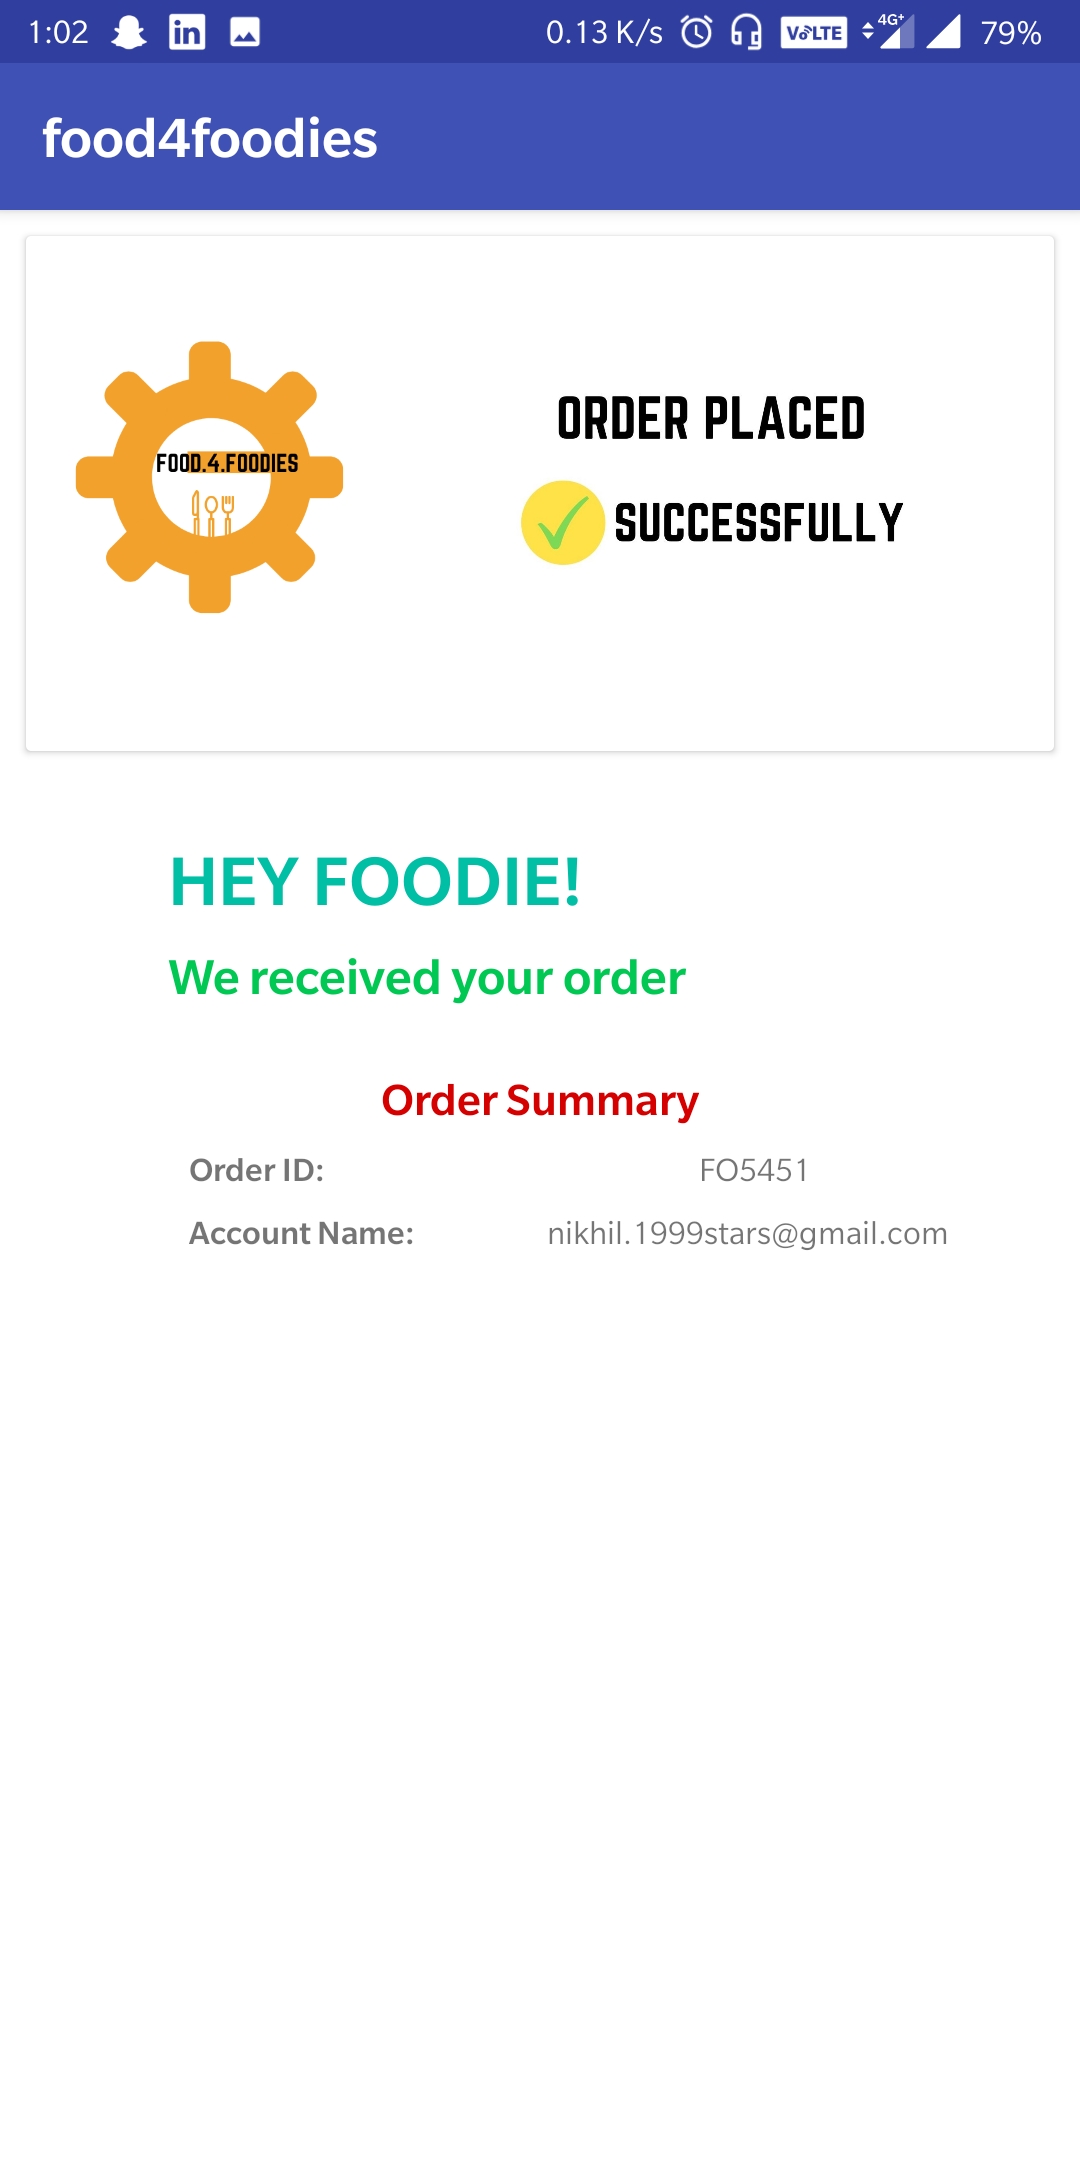 1:02 0.13 K/s VoLTE 4G+ 79%
food4foodies
FOOD.4.FOODIES
ORDER PLACED
SUCCESSFULLY
HEY FOODIE!
We received your order
Order Summary
Order ID: FO5451
Account Name: nikhil.1999stars@gmail.com